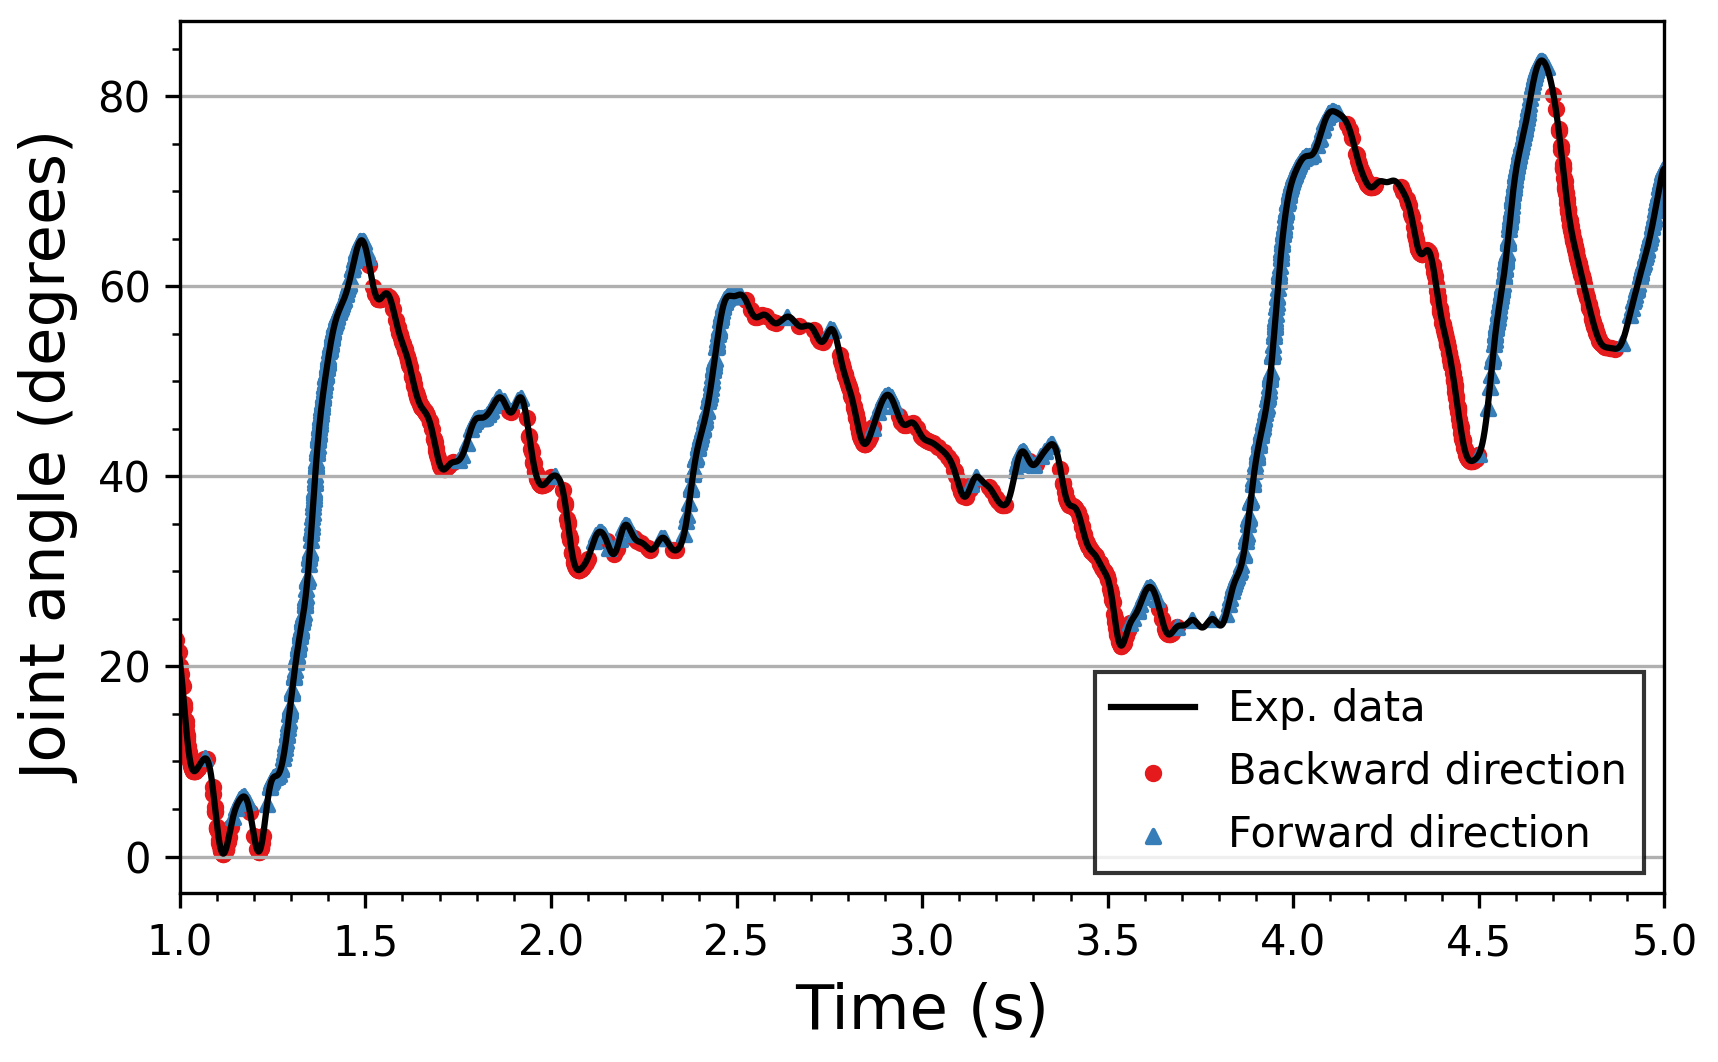 Joint angle (degrees)
80
60
40
20
0
Exp. data
Backward direction
Forward direction
1.0 1.5 2.0 2.5 3.0 3.5 4.0 4.5 5.0
Time (s)